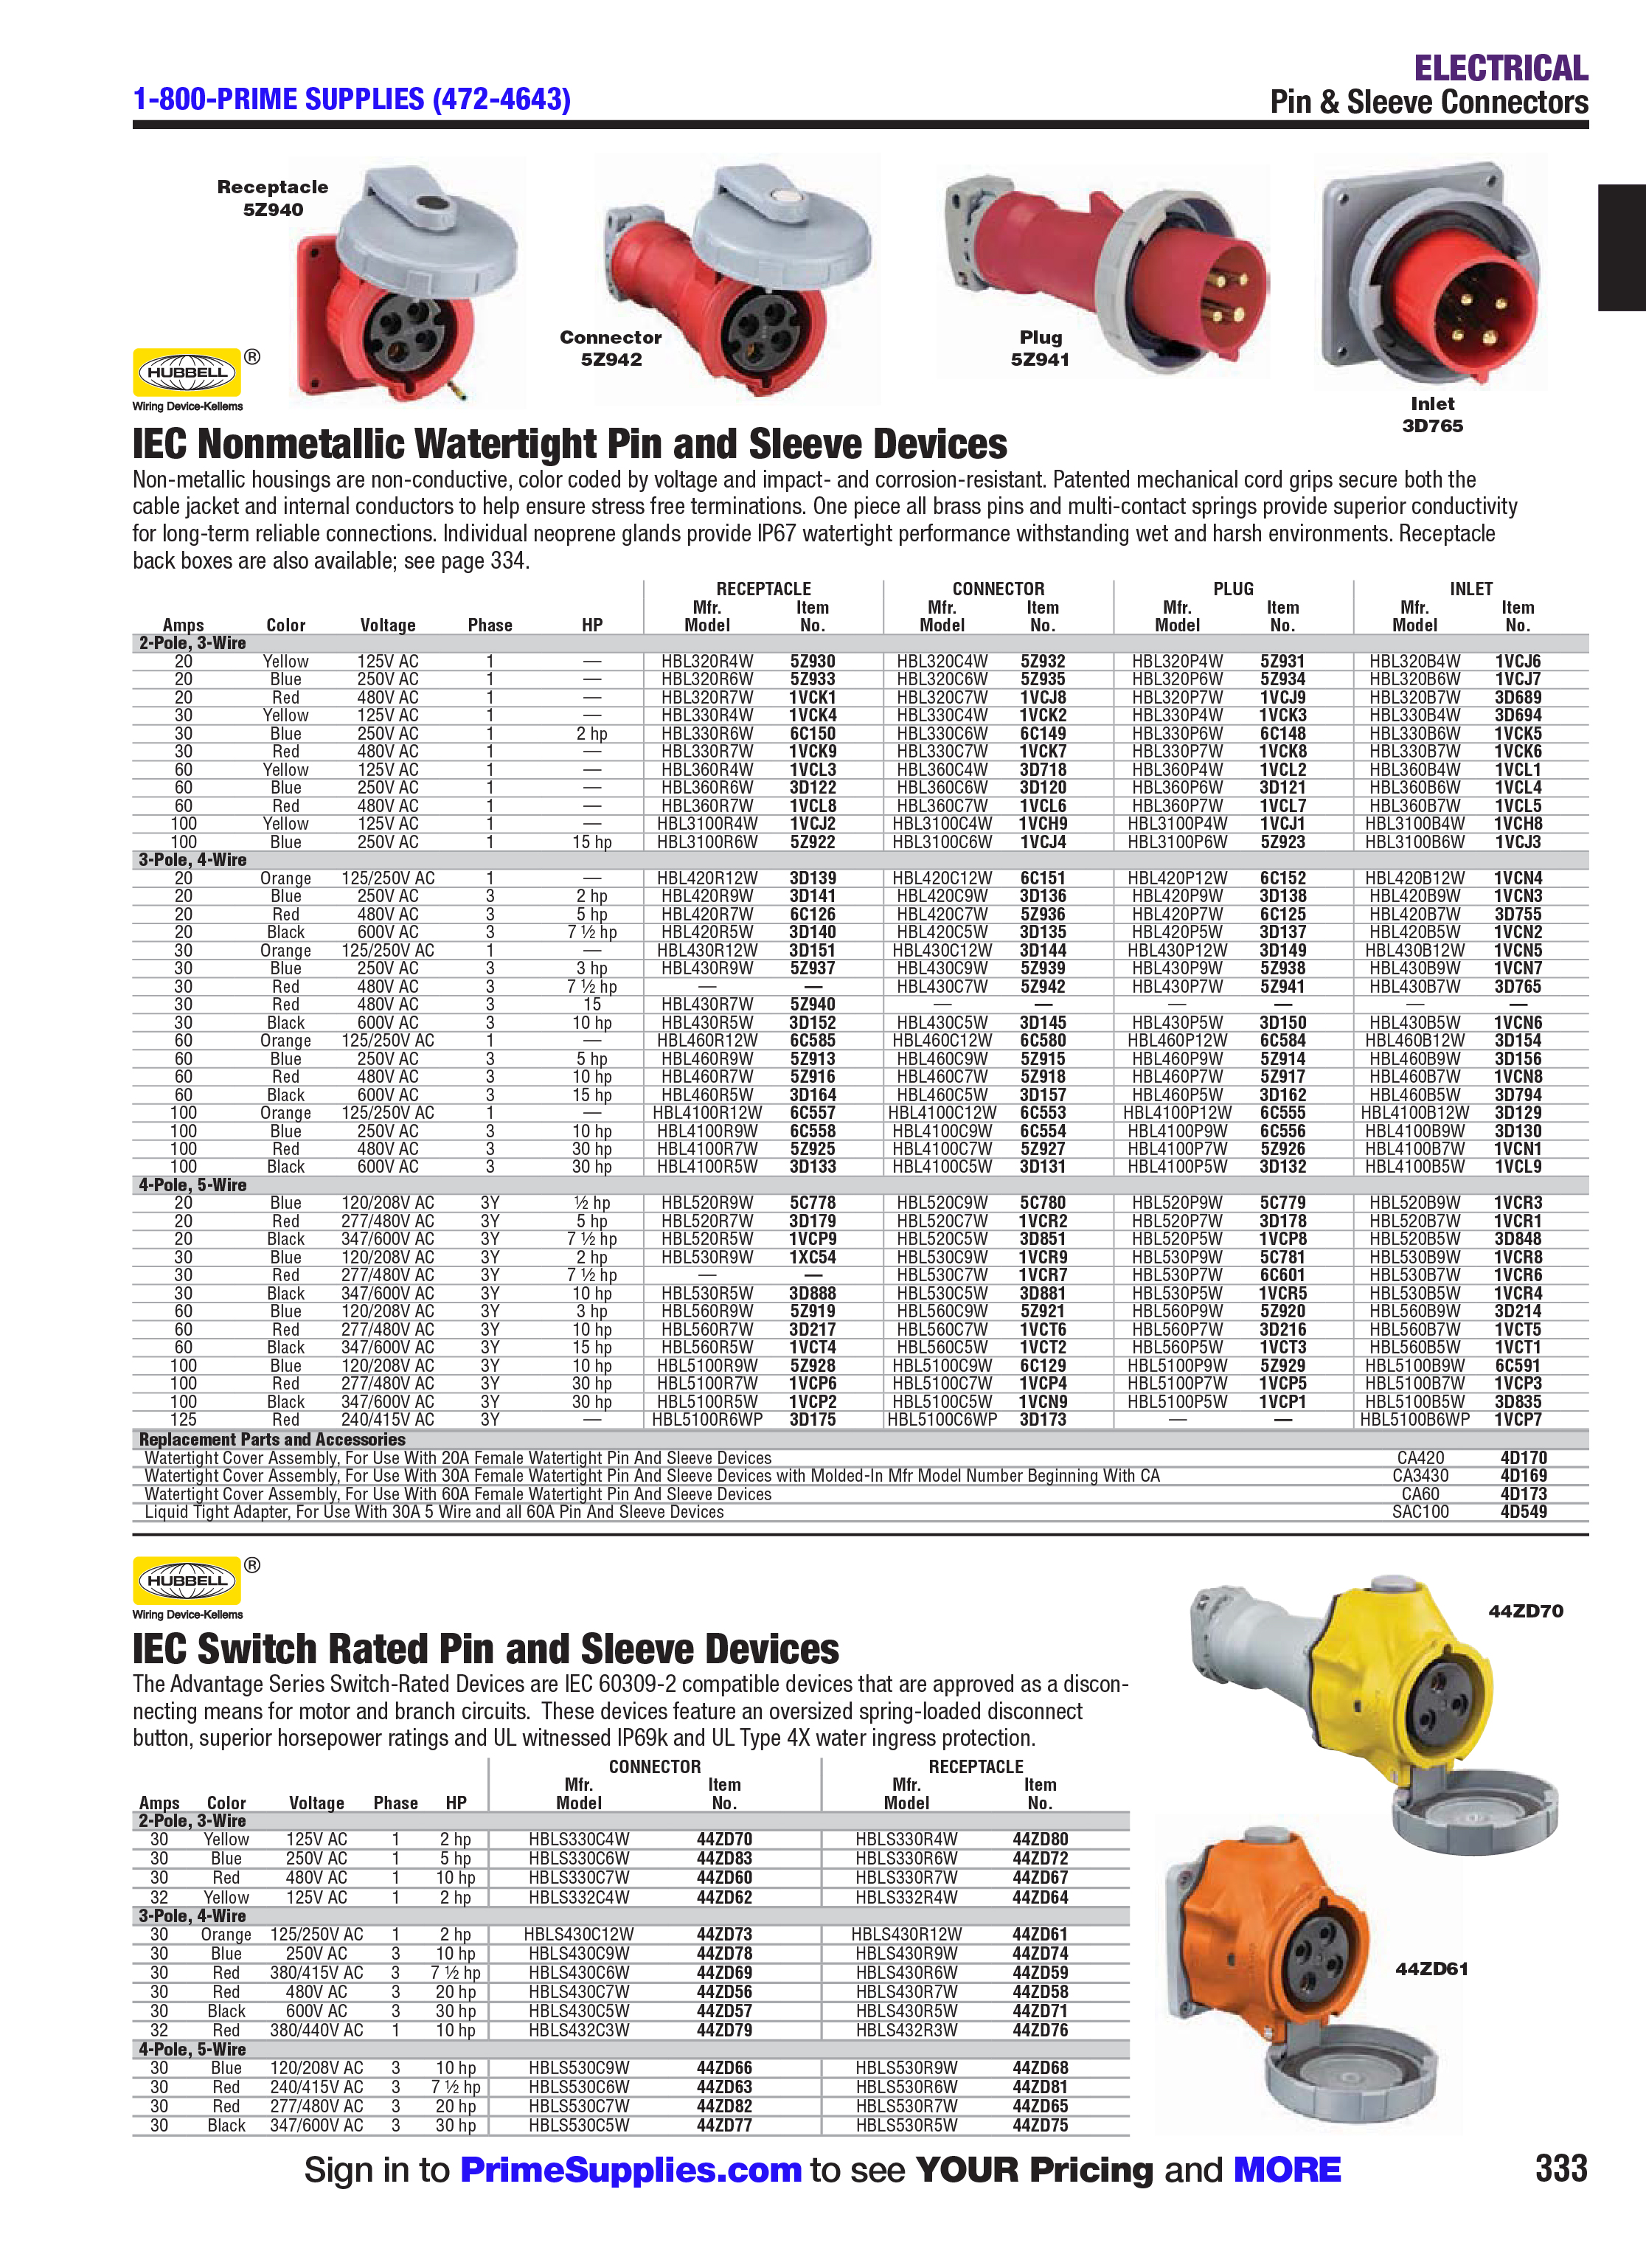 ELECTRICAL
1-800-PRIME SUPPLIES (472-4643) Pin & Sleeve Connectors
Receptacle
5Z940
Connector
5Z942
Plug
5Z941
Inlet
3D765
HUBBELL ®
Wiring Device-Kellems
IEC Nonmetallic Watertight Pin and Sleeve Devices
Non-metallic housings are non-conductive, color coded by voltage and impact- and corrosion-resistant. Patented mechanical cord grips secure both the
cable jacket and internal conductors to help ensure stress free terminations. One piece all brass pins and multi-contact springs provide superior conductivity
for long-term reliable connections. Individual neoprene glands provide IP67 watertight performance withstanding wet and harsh environments. Receptacle
back boxes are also available; see page 334.
RECEPTACLE CONNECTOR PLUG INLET
Mfr. Item Mfr. Item Mfr. Item Mfr. Item
Amps Color Voltage Phase HP Model No. Model No. Model No. Model No.
2-Pole, 3-Wire
20 Yellow 125V AC 1 — HBL320R4W 5Z930 HBL320C4W 5Z932 HBL320P4W 5Z931 HBL320B4W 1VCJ6
20 Blue 250V AC 1 — HBL320R6W 5Z933 HBL320C6W 5Z935 HBL320P6W 5Z934 HBL320B6W 1VCJ7
20 Red 480V AC 1 — HBL320R7W 1VCK1 HBL320C7W 1VCJ8 HBL320P7W 1VCJ9 HBL320B7W 3D689
30 Yellow 125V AC 1 — HBL330R4W 1VCK4 HBL330C4W 1VCK2 HBL330P4W 1VCK3 HBL330B4W 3D694
30 Blue 250V AC 1 2 hp HBL330R6W 6C150 HBL330C6W 6C149 HBL330P6W 6C148 HBL330B6W 1VCK5
30 Red 480V AC 1 — HBL330R7W 1VCK9 HBL330C7W 1VCK7 HBL330P7W 1VCK8 HBL330B7W 1VCK6
60 Yellow 125V AC 1 — HBL360R4W 1VCL3 HBL360C4W 3D718 HBL360P4W 1VCL2 HBL360B4W 1VCL1
60 Blue 250V AC 1 — HBL360R6W 3D122 HBL360C6W 3D120 HBL360P6W 3D121 HBL360B6W 1VCL4
60 Red 480V AC 1 — HBL360R7W 1VCL8 HBL360C7W 1VCL6 HBL360P7W 1VCL7 HBL360B7W 1VCL5
100 Yellow 125V AC 1 — HBL3100R4W 1VCJ2 HBL3100C4W 1VCH9 HBL3100P4W 1VCJ1 HBL3100B4W 1VCH8
100 Blue 250V AC 1 15 hp HBL3100R6W 5Z922 HBL3100C6W 1VCJ4 HBL3100P6W 5Z923 HBL3100B6W 1VCJ3
3-Pole, 4-Wire
20 Orange 125/250V AC 1 — HBL420R12W 3D139 HBL420C12W 6C151 HBL420P12W 6C152 HBL420B12W 1VCN4
20 Blue 250V AC 3 2 hp HBL420R9W 3D141 HBL420C9W 3D136 HBL420P9W 3D138 HBL420B9W 1VCN3
20 Red 480V AC 3 5 hp HBL420R7W 6C126 HBL420C7W 5Z936 HBL420P7W 6C125 HBL420B7W 3D755
20 Black 600V AC 3 7 ½ hp HBL420R5W 3D140 HBL420C5W 3D135 HBL420P5W 3D137 HBL420B5W 1VCN2
30 Orange 125/250V AC 1 — HBL430R12W 3D151 HBL430C12W 3D144 HBL430P12W 3D149 HBL430B12W 1VCN5
30 Blue 250V AC 3 3 hp HBL430R9W 5Z937 HBL430C9W 5Z939 HBL430P9W 5Z938 HBL430B9W 1VCN7
30 Red 480V AC 3 7 ½ hp — — HBL430C7W 5Z942 HBL430P7W 5Z941 HBL430B7W 3D765
30 Red 480V AC 3 15 HBL430R7W 5Z940 — — — — — —
30 Black 600V AC 3 10 hp HBL430R5W 3D152 HBL430C5W 3D145 HBL430P5W 3D150 HBL430B5W 1VCN6
60 Orange 125/250V AC 1 — HBL460R12W 6C585 HBL460C12W 6C580 HBL460P12W 6C584 HBL460B12W 3D154
60 Blue 250V AC 3 5 hp HBL460R9W 5Z913 HBL460C9W 5Z915 HBL460P9W 5Z914 HBL460B9W 3D156
60 Red 480V AC 3 10 hp HBL460R7W 5Z916 HBL460C7W 5Z918 HBL460P7W 5Z917 HBL460B7W 1VCN8
60 Black 600V AC 3 15 hp HBL460R5W 3D164 HBL460C5W 3D157 HBL460P5W 3D162 HBL460B5W 3D794
100 Orange 125/250V AC 1 — HBL4100R12W 6C557 HBL4100C12W 6C553 HBL4100P12W 6C555 HBL4100B12W 3D129
100 Blue 250V AC 3 10 hp HBL4100R9W 6C558 HBL4100C9W 6C554 HBL4100P9W 6C556 HBL4100B9W 3D130
100 Red 480V AC 3 30 hp HBL4100R7W 5Z925 HBL4100C7W 5Z927 HBL4100P7W 5Z926 HBL4100B7W 1VCN1
100 Black 600V AC 3 30 hp HBL4100R5W 3D133 HBL4100C5W 3D131 HBL4100P5W 3D132 HBL4100B5W 1VCL9
4-Pole, 5-Wire
20 Blue 120/208V AC 3Y ½ hp HBL520R9W 5C778 HBL520C9W 5C780 HBL520P9W 5C779 HBL520B9W 1VCR3
20 Red 277/480V AC 3Y 5 hp HBL520R7W 3D179 HBL520C7W 1VCR2 HBL520P7W 3D178 HBL520B7W 1VCR1
20 Black 347/600V AC 3Y 7 ½ hp HBL520R5W 1VCP9 HBL520C5W 3D851 HBL520P5W 1VCP8 HBL520B5W 3D848
30 Blue 120/208V AC 3Y 2 hp HBL530R9W 1XC54 HBL530C9W 1VCR9 HBL530P9W 5C781 HBL530B9W 1VCR8
30 Red 277/480V AC 3Y 7 ½ hp — — HBL530C7W 1VCR7 HBL530P7W 6C601 HBL530B7W 1VCR6
30 Black 347/600V AC 3Y 10 hp HBL530R5W 3D888 HBL530C5W 3D881 HBL530P5W 1VCR5 HBL530B5W 1VCR4
60 Blue 120/208V AC 3Y 3 hp HBL560R9W 5Z919 HBL560C9W 5Z921 HBL560P9W 5Z920 HBL560B9W 3D214
60 Red 277/480V AC 3Y 10 hp HBL560R7W 3D217 HBL560C7W 1VCT6 HBL560P7W 3D216 HBL560B7W 1VCT5
60 Black 347/600V AC 3Y 15 hp HBL560R5W 1VCT4 HBL560C5W 1VCT2 HBL560P5W 1VCT3 HBL560B5W 1VCT1
100 Blue 120/208V AC 3Y 10 hp HBL5100R9W 5Z928 HBL5100C9W 6C129 HBL5100P9W 5Z929 HBL5100B9W 6C591
100 Red 277/480V AC 3Y 30 hp HBL5100R7W 1VCP6 HBL5100C7W 1VCP4 HBL5100P7W 1VCP5 HBL5100B7W 1VCP3
100 Black 347/600V AC 3Y 30 hp HBL5100R5W 1VCP2 HBL5100C5W 1VCN9 HBL5100P5W 1VCP1 HBL5100B5W 3D835
125 Red 240/415V AC 3Y — HBL5100R6WP 3D175 HBL5100C6WP 3D173 — — HBL5100B6WP 1VCP7
Replacement Parts and Accessories
Watertight Cover Assembly, For Use With 20A Female Watertight Pin And Sleeve Devices CA420 4D170
Watertight Cover Assembly, For Use With 30A Female Watertight Pin And Sleeve Devices with Molded-In Mfr Model Number Beginning With CA CA3430 4D169
Watertight Cover Assembly, For Use With 60A Female Watertight Pin And Sleeve Devices CA60 4D173
Liquid Tight Adapter, For Use With 30A 5 Wire and all 60A Pin And Sleeve Devices SAC100 4D549
HUBBELL ®
Wiring Device-Kellems
44ZD70
IEC Switch Rated Pin and Sleeve Devices
The Advantage Series Switch-Rated Devices are IEC 60309-2 compatible devices that are approved as a discon-
necting means for motor and branch circuits. These devices feature an oversized spring-loaded disconnect
button, superior horsepower ratings and UL witnessed IP69k and UL Type 4X water ingress protection.
CONNECTOR RECEPTACLE
Mfr. Item Mfr. Item
Amps Color Voltage Phase HP Model No. Model No.
2-Pole, 3-Wire
30 Yellow 125V AC 1 2 hp HBLS330C4W 44ZD70 HBLS330R4W 44ZD80
30 Blue 250V AC 1 5 hp HBLS330C6W 44ZD83 HBLS330R6W 44ZD72
30 Red 480V AC 1 10 hp HBLS330C7W 44ZD60 HBLS330R7W 44ZD67
32 Yellow 125V AC 1 2 hp HBLS332C4W 44ZD62 HBLS332R4W 44ZD64
3-Pole, 4-Wire
30 Orange 125/250V AC 1 2 hp HBLS430C12W 44ZD73 HBLS430R12W 44ZD61
30 Blue 250V AC 3 10 hp HBLS430C9W 44ZD78 HBLS430R9W 44ZD74
30 Red 380/415V AC 3 7 ½ hp HBLS430C6W 44ZD69 HBLS430R6W 44ZD59
30 Red 480V AC 3 20 hp HBLS430C7W 44ZD56 HBLS430R7W 44ZD58
30 Black 600V AC 3 30 hp HBLS430C5W 44ZD57 HBLS430R5W 44ZD71
32 Red 380/440V AC 1 10 hp HBLS432C3W 44ZD79 HBLS432R3W 44ZD76
4-Pole, 5-Wire
30 Blue 120/208V AC 3 10 hp HBLS530C9W 44ZD66 HBLS530R9W 44ZD68
30 Red 240/415V AC 3 7 ½ hp HBLS530C6W 44ZD63 HBLS530R6W 44ZD81
30 Red 277/480V AC 3 20 hp HBLS530C7W 44ZD82 HBLS530R7W 44ZD65
30 Black 347/600V AC 3 30 hp HBLS530C5W 44ZD77 HBLS530R5W 44ZD75
44ZD61
Sign in to PrimeSupplies.com to see YOUR Pricing and MORE 333